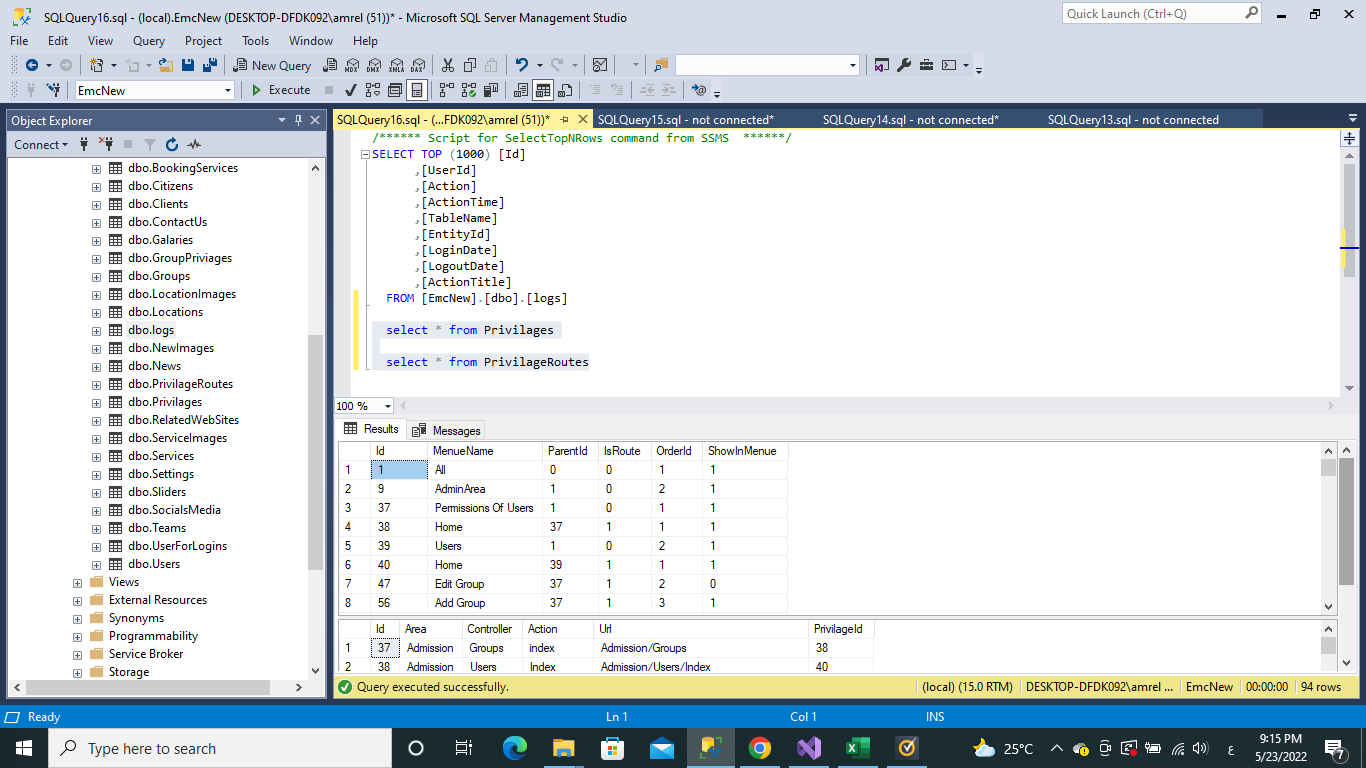 SQLQuery16.sql - (local).EmcNew (DESKTOP-DFDK092\amrel (51))* - Microsoft SQL Server Management Studio
Quick Launch (Ctrl+Q)
File Edit View Query Project Tools Window Help
New Query MDX DMX XMLA DAX
EmcNew Execute
Object Explorer
SQLQuery16.sql - (...FDK092\amrel (51))* SQLQuery15.sql - not connected* SQLQuery14.sql - not connected* SQLQuery13.sql - not connected
Connect
dbo.BookingServices
dbo.Citizens
dbo.Clients
dbo.ContactUs
dbo.Galaries
dbo.GroupPriviages
dbo.Groups
dbo.LocationImages
dbo.Locations
dbo.logs
dbo.NewImages
dbo.News
dbo.PrivilageRoutes
dbo.Privilages
dbo.RelatedWebSites
dbo.ServiceImages
dbo.Services
dbo.Settings
dbo.Sliders
dbo.SocialsMedia
dbo.Teams
dbo.UserForLogins
dbo.Users
Views
External Resources
Synonyms
Programmability
Service Broker
Storage
/****** Script for SelectTopNRows command from SSMS ******/
SELECT TOP (1000) [Id]
,[UserId]
,[Action]
,[ActionTime]
,[TableName]
,[EntityId]
,[LoginDate]
,[LogoutDate]
,[ActionTitle]
FROM [EmcNew].[dbo].[logs]
select * from Privilages
select * from PrivilageRoutes
100 %
Results Messages
Id MenueName ParentId IsRoute OrderId ShowInMenue
1 1 All 0 0 1 1
2 9 AdminArea 1 0 2 1
3 37 Permissions Of Users 1 0 1 1
4 38 Home 37 1 1 1
5 39 Users 1 0 2 1
6 40 Home 39 1 1 1
7 47 Edit Group 37 1 2 0
8 56 Add Group 37 1 3 1
Id Area Controller Action Url PrivilageId
1 37 Admission Groups index Admission/Groups 38
2 38 Admission Users Index Admission/Users/Index 40
Query executed successfully. (local) (15.0 RTM) DESKTOP-DFDK092\amrel ... EmcNew 00:00:00 94 rows
Ready Ln 1 Col 1 INS
Type here to search
25°C
ع
9:15 PM
5/23/2022
7